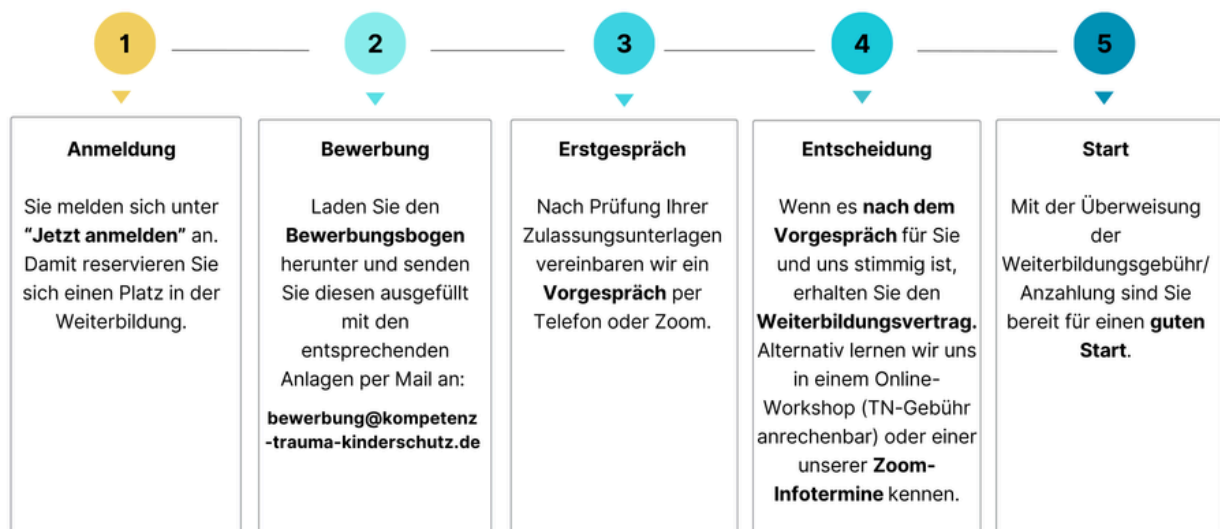 1
2
3
4
5
Anmeldung
Sie melden sich unter
“Jetzt anmelden” an.
Damit reservieren Sie
sich einen Platz in der
Weiterbildung.
Bewerbung
Laden Sie den
Bewerbungsbogen
herunter und senden
Sie diesen ausgefüllt
mit den
entsprechenden
Anlagen per Mail an:
bewerbung@kompetenz
-trauma-kinderschutz.de
Erstgespräch
Nach Prüfung Ihrer
Zulassungsunterlagen
vereinbaren wir ein
Vorgespräch per
Telefon oder Zoom.
Entscheidung
Wenn es nach dem
Vorgespräch für Sie
und uns stimmig ist,
erhalten Sie den
Weiterbildungsvertrag.
Alternativ lernen wir uns
in einem Online-
Workshop (TN-Gebühr
anrechenbar) oder einer
unserer Zoom-
Infotermine kennen.
Start
Mit der Überweisung
der
Weiterbildungsgebühr/
Anzahlung sind Sie
bereit für einen guten
Start.